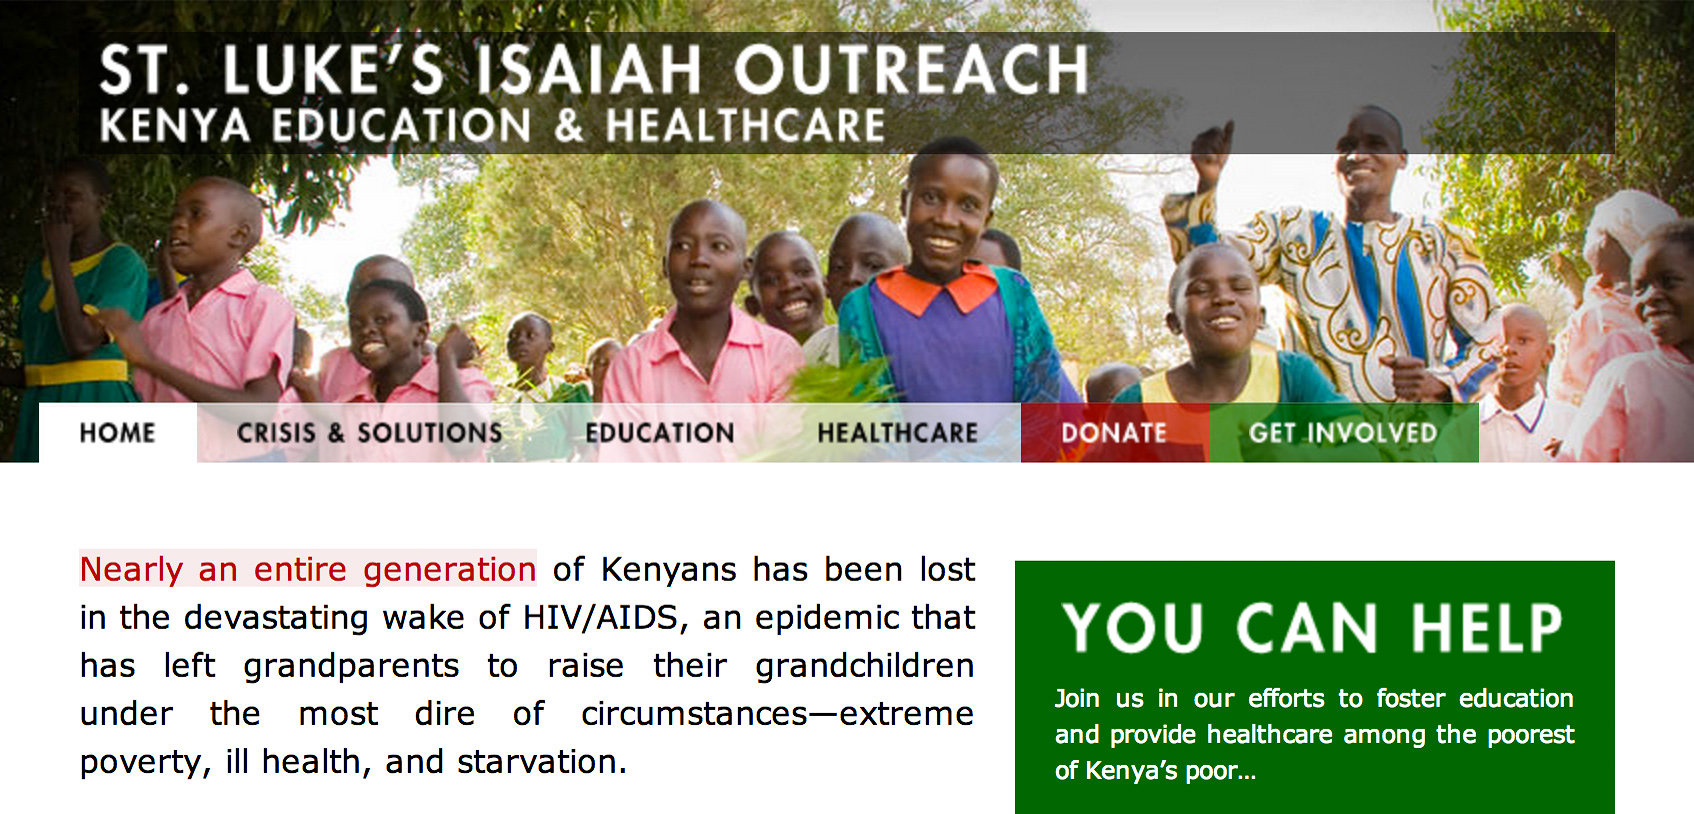 ST. LUKE’S ISAIAH OUTREACH
KENYA EDUCATION & HEALTHCARE
HOME
CRISIS & SOLUTIONS
EDUCATION
HEALTHCARE
DONATE
GET INVOLVED
Nearly an entire generation of Kenyans has been lost
in the devastating wake of HIV/AIDS, an epidemic that
has left grandparents to raise their grandchildren
under the most dire of circumstances—extreme
poverty, ill health, and starvation.
YOU CAN HELP
Join us in our efforts to foster education
and provide healthcare among the poorest
of Kenya’s poor...